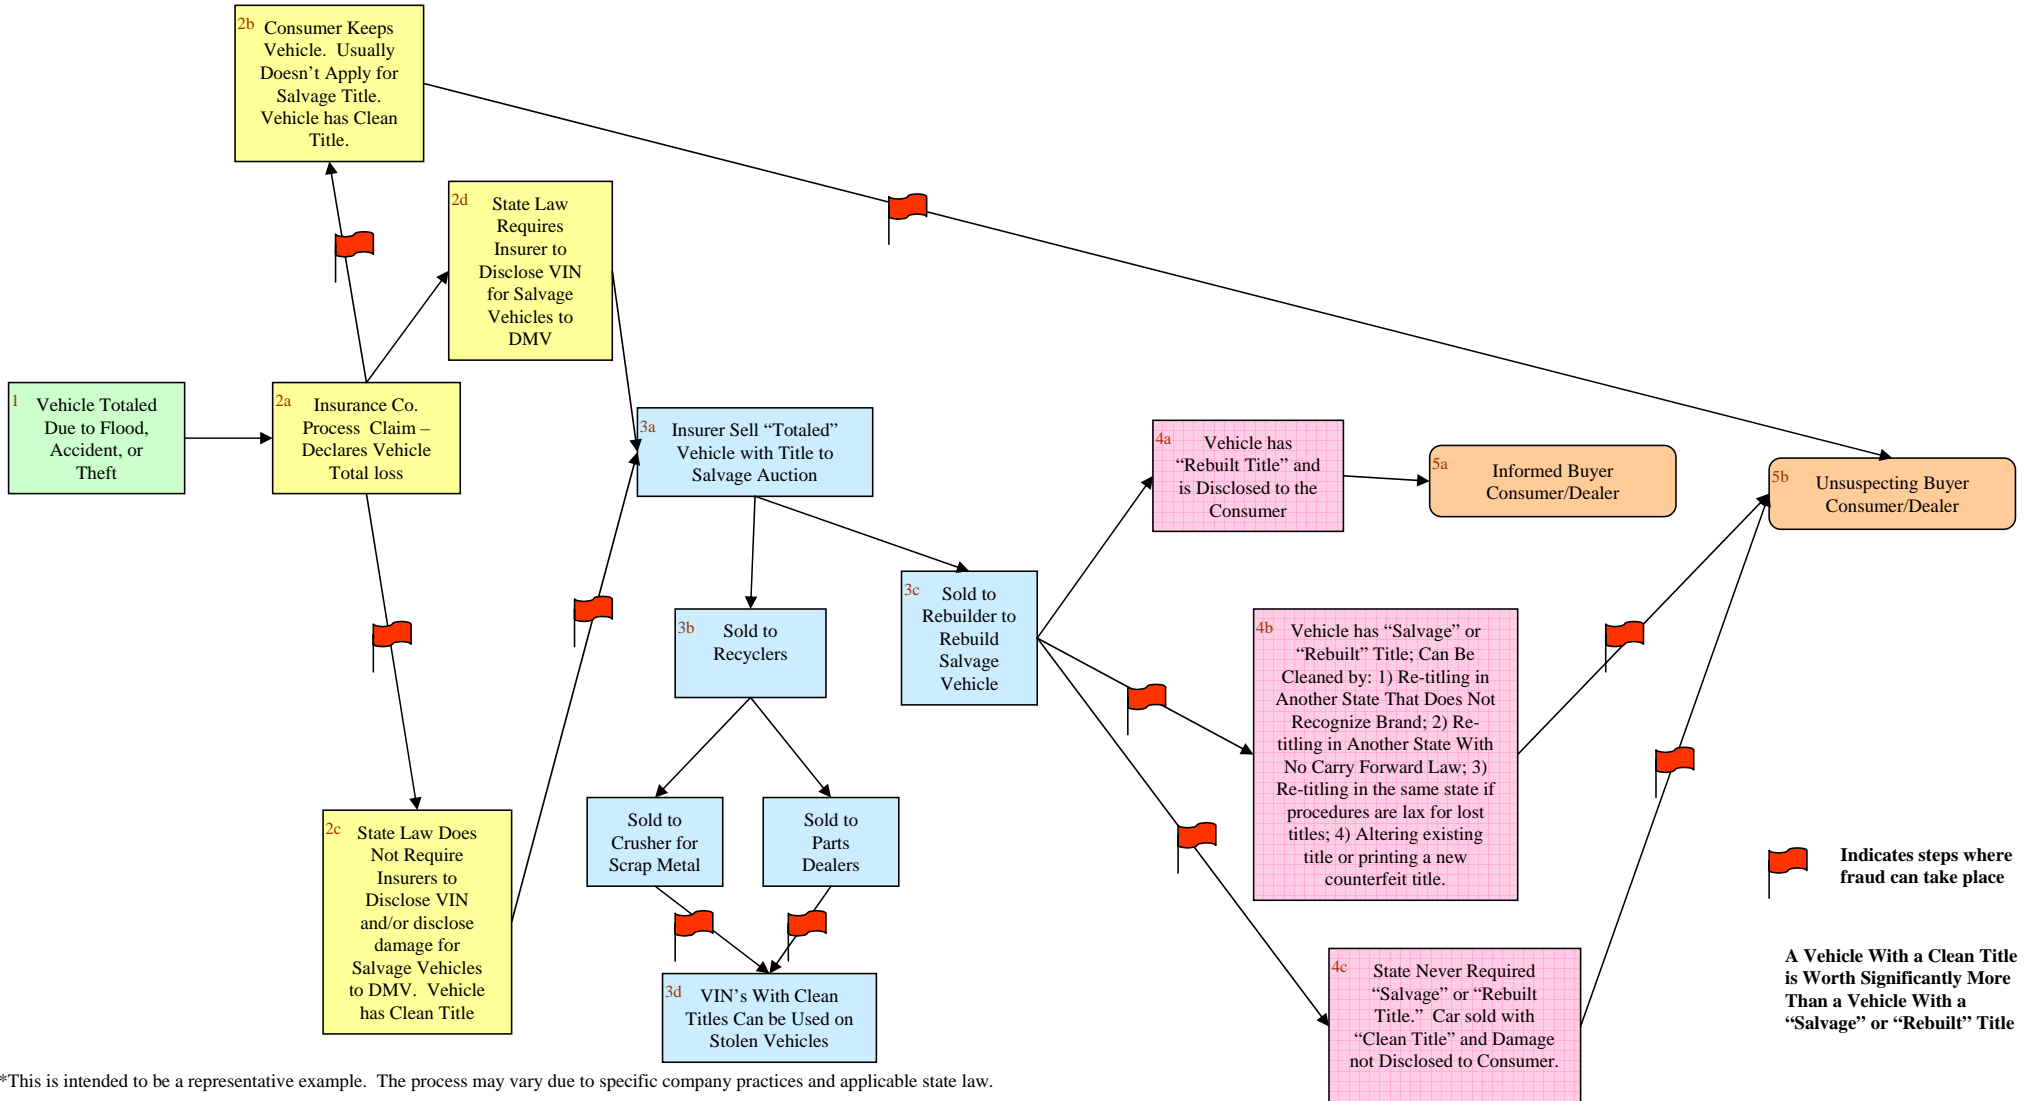 2b
Consumer Keeps
Vehicle.  Usually
Doesn’t Apply for
Salvage Title.
Vehicle has Clean
Title.
2d
State Law
Requires
Insurer to
Disclose VIN
for Salvage
Vehicles to
DMV
1
Vehicle Totaled
Due to Flood,
Accident, or
Theft
2a
Insurance Co.
Process  Claim –
Declares Vehicle
Total loss
2c
State Law Does
Not Require
Insurers to
Disclose VIN
and/or disclose
damage for
Salvage Vehicles
to DMV.  Vehicle
has Clean Title
3a
Insurer Sell “Totaled”
Vehicle with Title to
Salvage Auction
3b
Sold to
Recyclers
3c
Sold to
Rebuilder to
Rebuild
Salvage
Vehicle
Sold to
Crusher for
Scrap Metal
Sold to
Parts
Dealers
3d
VIN’s With Clean
Titles Can be Used on
Stolen Vehicles
4a
Vehicle has
“Rebuilt Title” and
is Disclosed to the
Consumer
4b
Vehicle has “Salvage” or
“Rebuilt” Title; Can Be
Cleaned by: 1) Re-titling in
Another State That Does Not
Recognize Brand; 2) Re-
titling in Another State With
No Carry Forward Law; 3)
Re-titling in the same state if
procedures are lax for lost
titles; 4) Altering existing
title or printing a new
counterfeit title.
4c
State Never Required
“Salvage” or “Rebuilt
Title.”  Car sold with
“Clean Title” and Damage
not Disclosed to Consumer.
5a
Informed Buyer
Consumer/Dealer
5b
Unsuspecting Buyer
Consumer/Dealer
Indicates steps where
fraud can take place
A Vehicle With a Clean Title
is Worth Significantly More
Than a Vehicle With a
“Salvage” or “Rebuilt” Title
*This is intended to be a representative example.  The process may vary due to specific company practices and applicable state law.